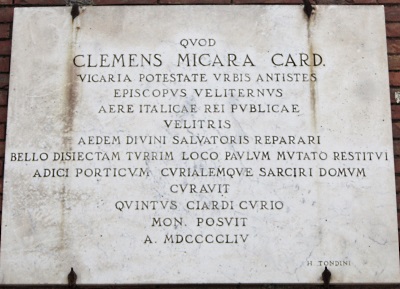 QVOD
CLEMENS MICARA CARD.
VICARIA POTESTATE VRBIS ANTISTES
EPISCOPVS VELITERNVS
AERE ITALICAE REI PVBLICAE
VELITRIS
AEDEM DIVINI SALVATORIS REPARARI
BELLO DISIECTAM TVRRIM LOCO PAVLVM MVTATO RESTITVI
ADICI PORTICVM CVRIALEMQVE SARCIRI DOMVM
CVRAVIT
QVINTVS CIARDI CVRIO
MON. POSVIT
A. MDCCCCLIV
H. TONDINI